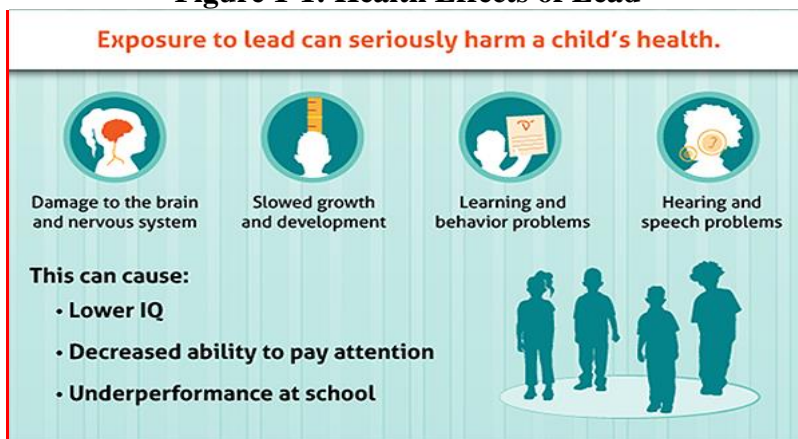 Figure 1-1: Health Effects of Lead
Exposure to lead can seriously harm a child's health.
Damage to the brain
and nervous system
Slowed growth
and development
Learning and
behavior problems
Hearing and
speech problems
This can cause:
• Lower IQ
• Decreased ability to pay attention
• Underperformance at school